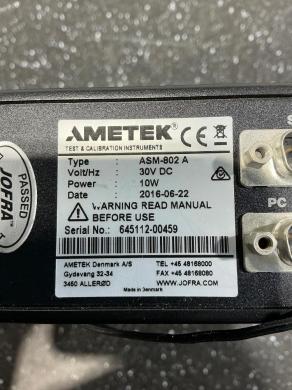 AMETEK®
TEST & CALIBRATION INSTRUMENTS
CE
Type : ASM-802 A
Volt/Hz : 30V DC
Power : 10W
Date : 2016-06-22
WARNING READ MANUAL
BEFORE USE
Serial No.: 645112-00459
AMETEK Denmark A/S TEL +45 48168000
Gydevang 32-34 FAX +45 48168080
3450 ALLERØD WWW.JOFRA.COM
Made in Denmark
PASSED
JOFRA
S
PC